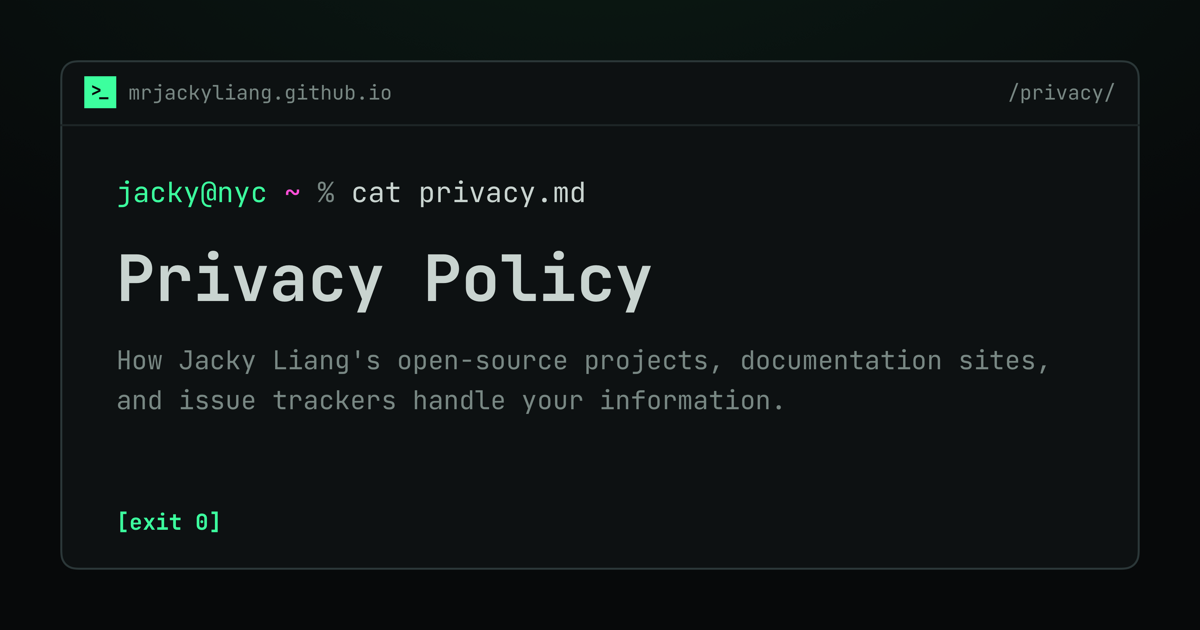 >_ mrjackyliang.github.io /privacy/
jacky@nyc ~ % cat privacy.md
Privacy Policy
How Jacky Liang's open-source projects, documentation sites,
and issue trackers handle your information.
[exit 0]